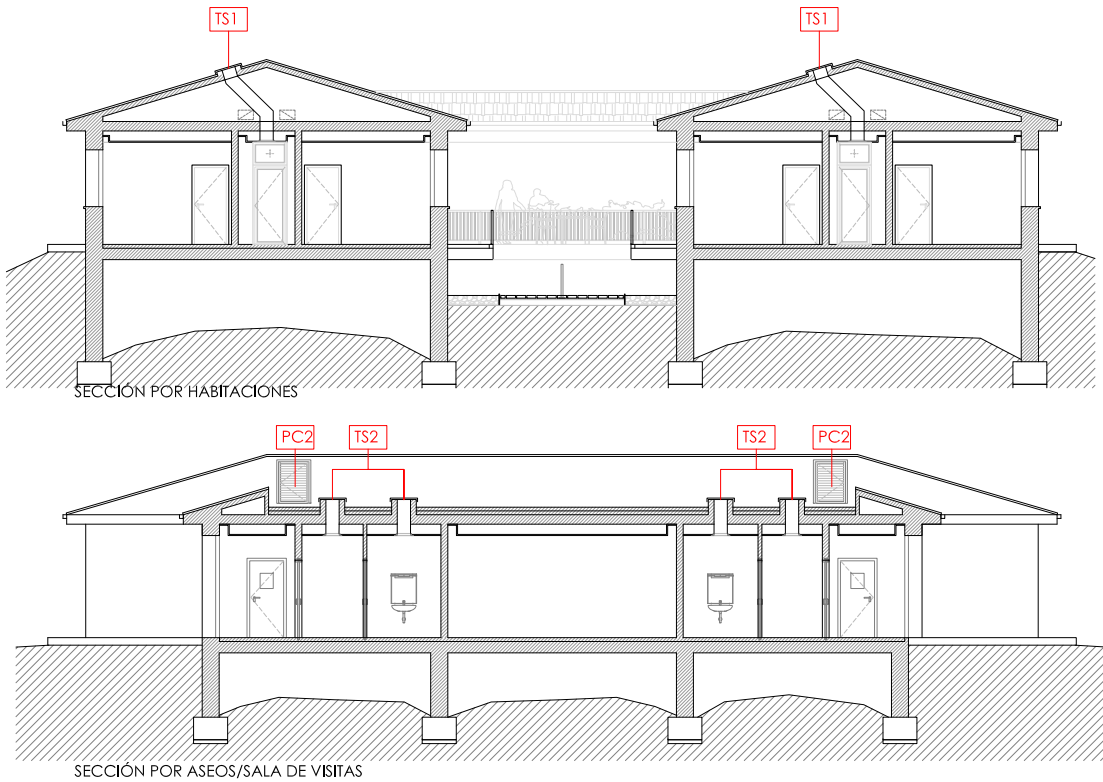 TS1
TS1
SECCIÓN POR HABITACIONES
PC2
TS2
TS2
PC2
SECCIÓN POR ASEOS/SALA DE VISITAS